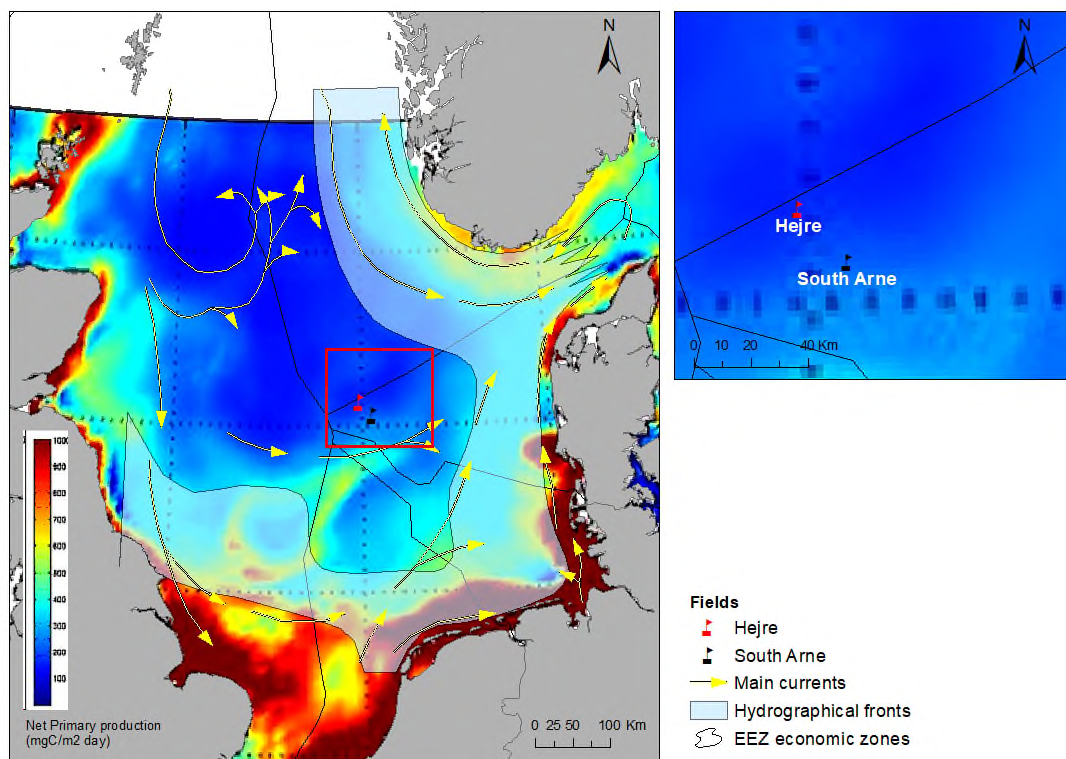 N
1000
900
800
700
600
500
400
300
200
100
Net Primary production
(mgC/m2 day)
0 25 50 100 Km
N
Hejre
South Arne
0 10 20 40 Km
Fields
Hejre
South Arne
Main currents
Hydrographical fronts
EEZ economic zones